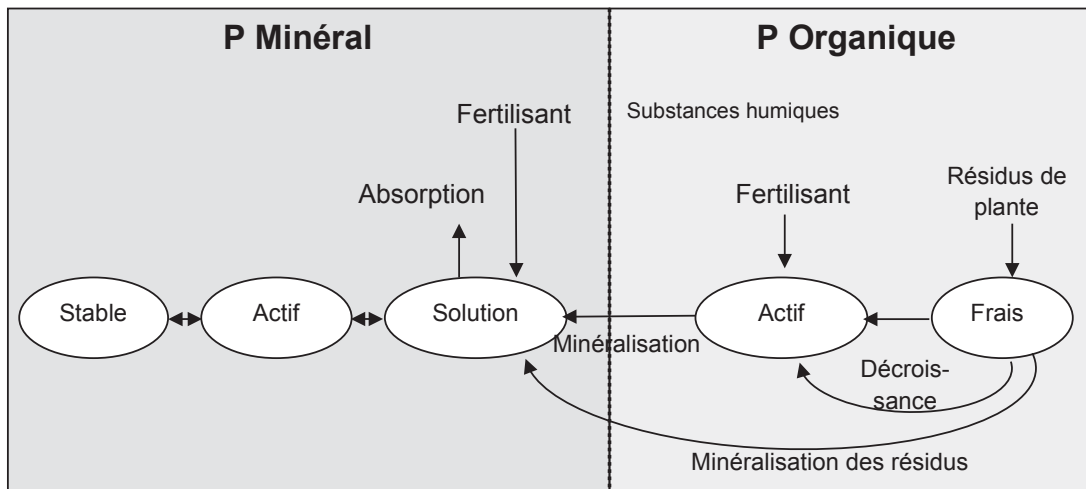 P Minéral
P Organique
Fertilisant
Substances humiques
Absorption
Fertilisant
Résidus de
plante
Stable
Actif
Solution
Actif
Frais
Minéralisation
Décrois-
sance
Minéralisation des résidus